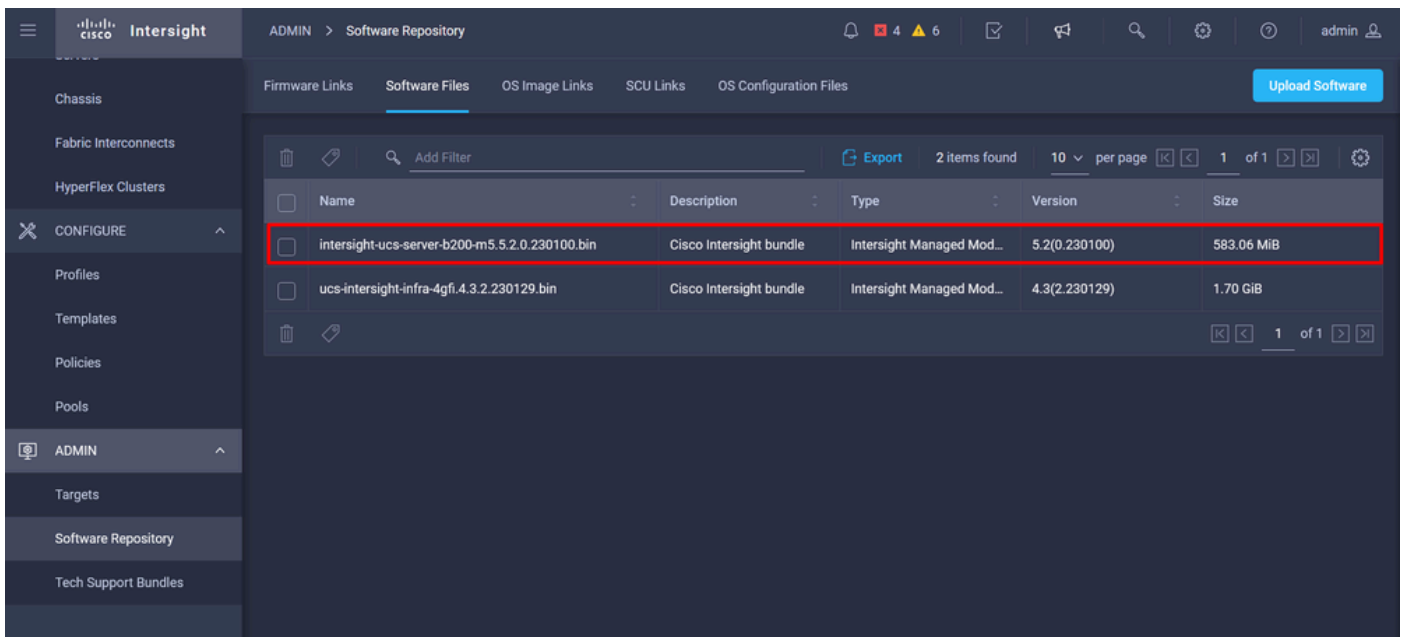 cisco Intersight
ADMIN > Software Repository
4 6
admin
Servers
Chassis
Fabric Interconnects
HyperFlex Clusters
CONFIGURE
Profiles
Templates
Policies
Pools
ADMIN
Targets
Software Repository
Tech Support Bundles
Firmware Links Software Files OS Image Links SCU Links OS Configuration Files Upload Software
Add Filter Export 2 items found 10 per page 1 of 1
Name Description Type Version Size
intersight-ucs-server-b200-m5.5.2.0.230100.bin Cisco Intersight bundle Intersight Managed Mod... 5.2(0.230100) 583.06 MiB
ucs-intersight-infra-4gfi.4.3.2.230129.bin Cisco Intersight bundle Intersight Managed Mod... 4.3(2.230129) 1.70 GiB
1 of 1